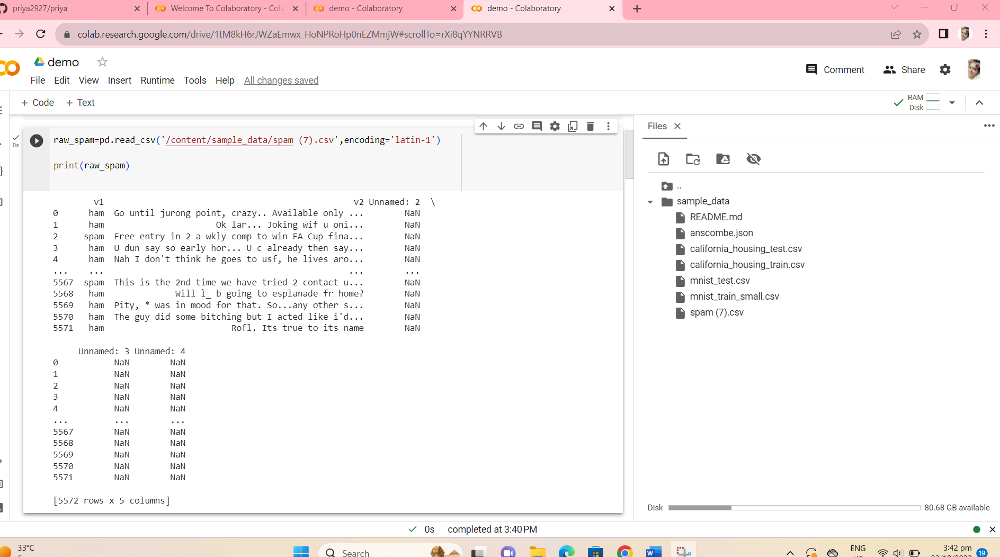 priya2927/priya
Welcome To Colaboratory - Cola
demo - Colaboratory
demo - Colaboratory
colab.research.google.com/drive/1tM8kH6rJWZaEmwx_HoNPRoHp0nEZMmjW#scrollTo=rXi8qYYNRRVB
demo
Comment
Share
File Edit View Insert Runtime Tools Help All changes saved
+ Code + Text
RAM
Disk
Files
0s
raw_spam=pd.read_csv('/content/sample_data/spam (7).csv',encoding='latin-1')
print(raw_spam)
v1 v2 Unnamed: 2 \
0 ham Go until jurong point, crazy.. Available only ... NaN
1 ham Ok lar... Joking wif u oni... NaN
2 spam Free entry in 2 a wkly comp to win FA Cup fina... NaN
3 ham U dun say so early hor... U c already then say... NaN
4 ham Nah I don't think he goes to usf, he lives aro... NaN
... ... ... ...
5567 spam This is the 2nd time we have tried 2 contact u... NaN
5568 ham Will Ì_ b going to esplanade fr home? NaN
5569 ham Pity, * was in mood for that. So...any other s... NaN
5570 ham The guy did some bitching but I acted like i'd... NaN
5571 ham Rofl. Its true to its name NaN
Unnamed: 3 Unnamed: 4
0 NaN NaN
1 NaN NaN
2 NaN NaN
3 NaN NaN
4 NaN NaN
... ... ...
5567 NaN NaN
5568 NaN NaN
5569 NaN NaN
5570 NaN NaN
5571 NaN NaN
[5572 rows x 5 columns]
..
sample_data
README.md
anscombe.json
california_housing_test.csv
california_housing_train.csv
mnist_test.csv
mnist_train_small.csv
spam (7).csv
Disk 80.68 GB available
0s completed at 3:40 PM
33°C
Search
W
ENG
3:42 pm
19